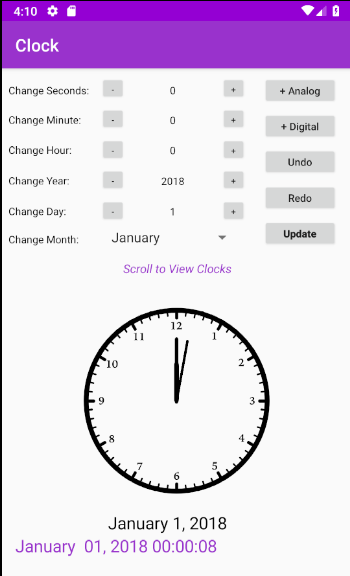 4:10
Clock
Change Seconds: - 0 + + Analog
Change Minute: - 0 + + Digital
Change Hour: - 0 + Undo
Change Year: - 2018 + Redo
Change Day: - 1 +
Change Month: January Update
Scroll to View Clocks
12
11 1
10 2
9 3
8 4
7 5
6
January 1, 2018
January 01, 2018 00:00:08